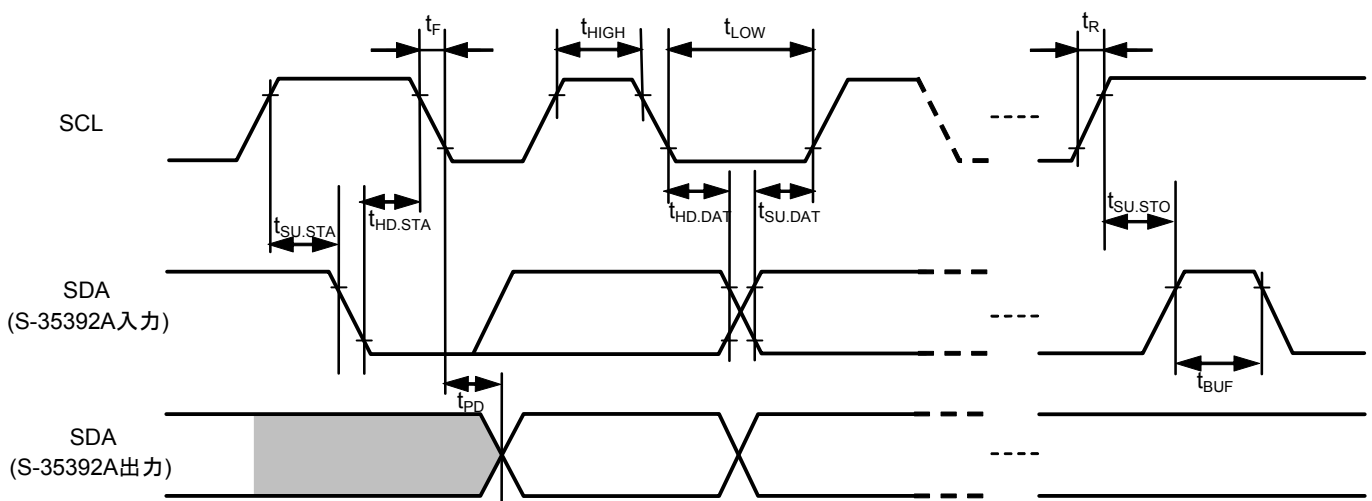 tF
tHIGH
tLOW
tR
SCL
tSU.STA
tHD.STA
tHD.DAT
tSU.DAT
tSU.STO
SDA
(S-35392A入力)
tBUF
tPD
SDA
(S-35392A出力)